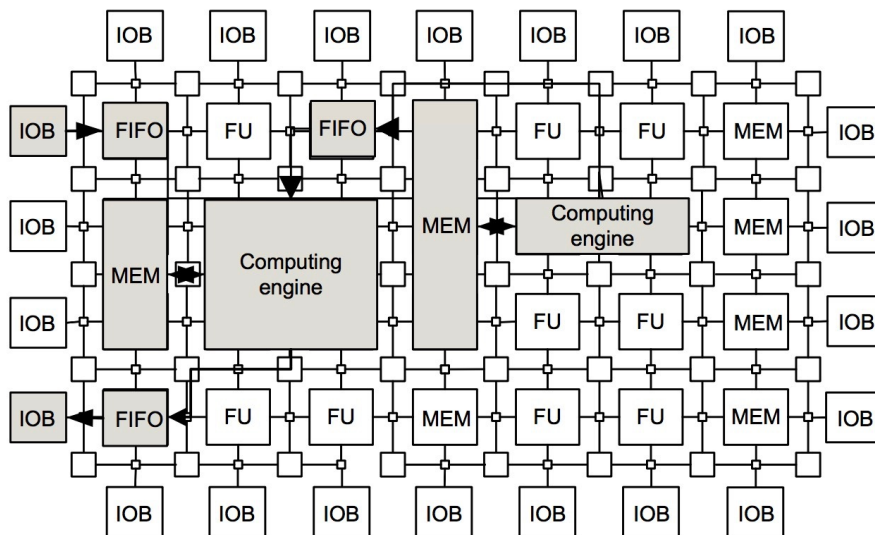 IOB IOB IOB IOB IOB IOB IOB
IOB FIFO FU FIFO FU FU MEM IOB
IOB MEM Computing engine MEM Computing engine MEM IOB
IOB FU FU MEM IOB
IOB FIFO FU FU MEM FU FU MEM IOB
IOB IOB IOB IOB IOB IOB IOB